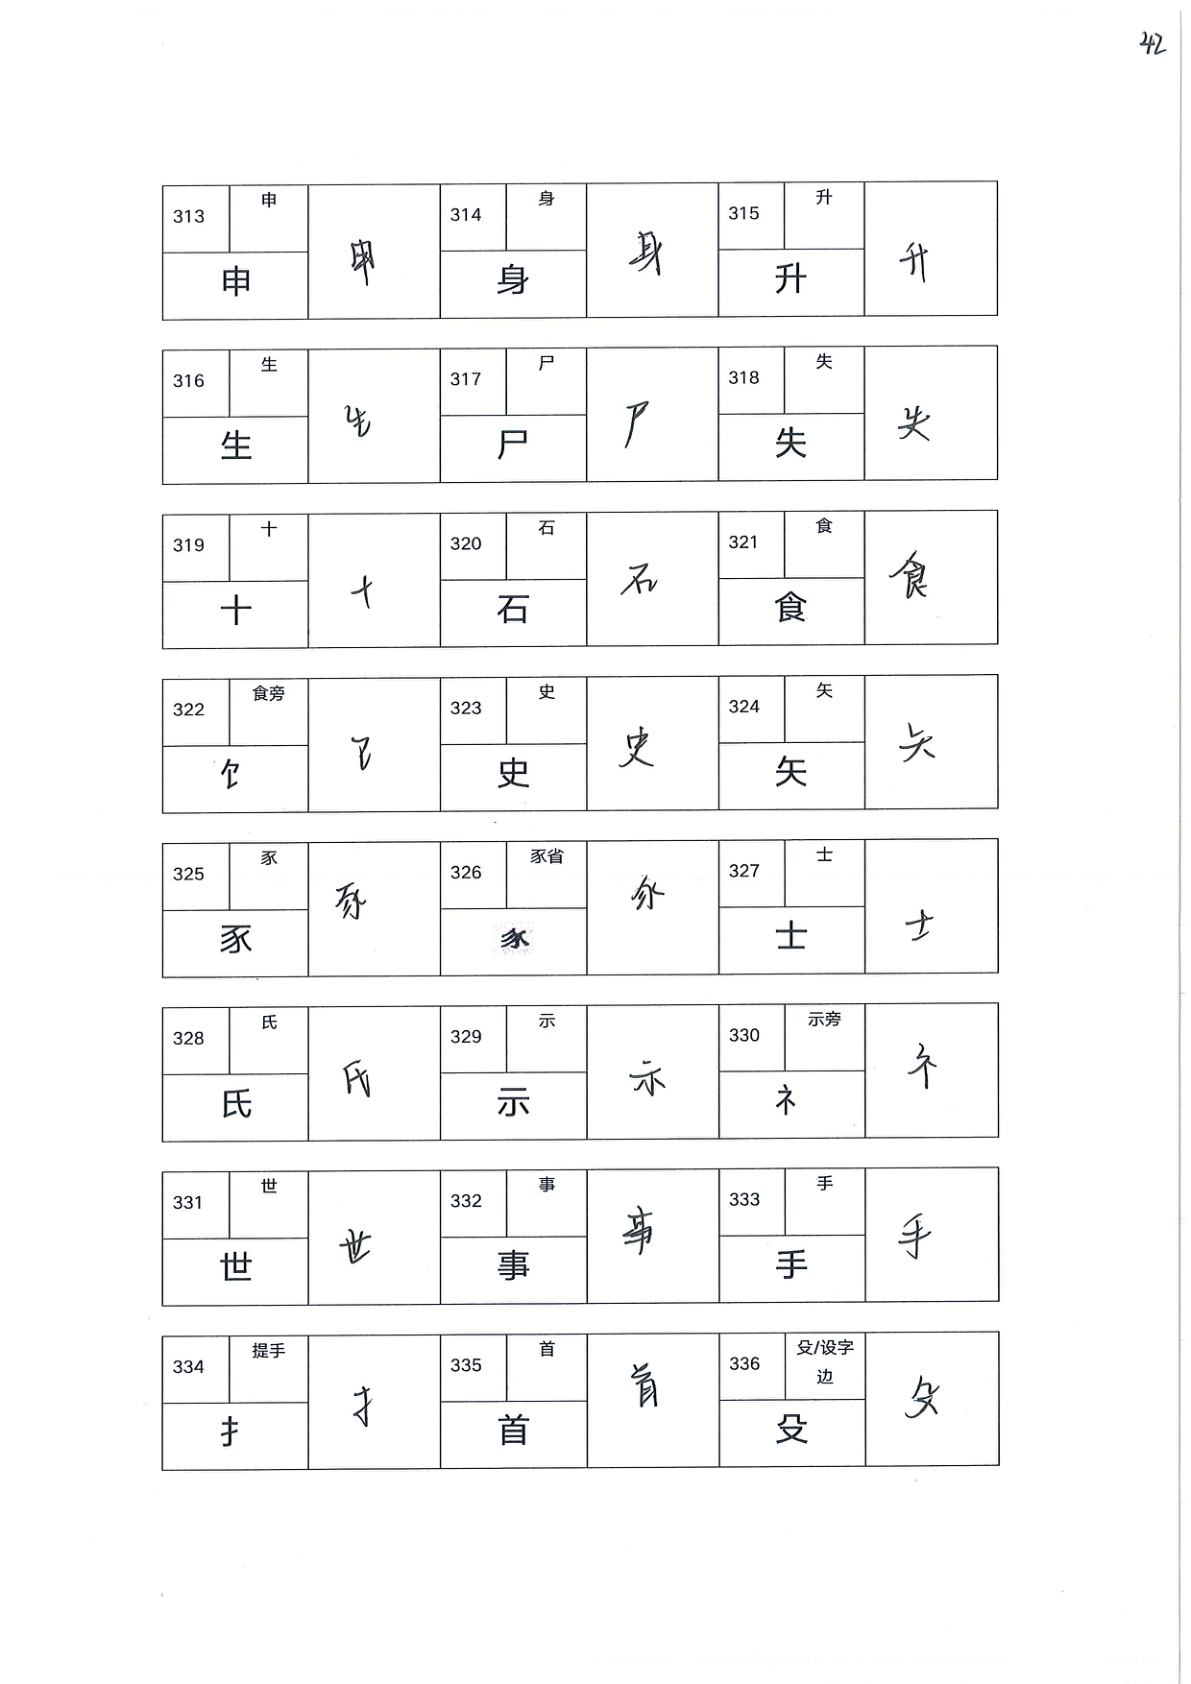 42
313 申 申 314 身 身 315 升 升
申 身 升
316 生 生 317 尸 尸 318 失 失
生 尸 失
319 十 十 320 石 石 321 食 食
十 石 食
322 食旁 饣 323 史 史 324 矢 矢
饣 史 矢
325 豕 豕 326 豕省 327 士 士
豕 士
328 氏 氏 329 示 示 330 示旁 礻
氏 示 礻
331 世 世 332 事 事 333 手 手
世 事 手
334 提手 扌 335 首 首 336 殳/设字边 殳
扌 首 殳